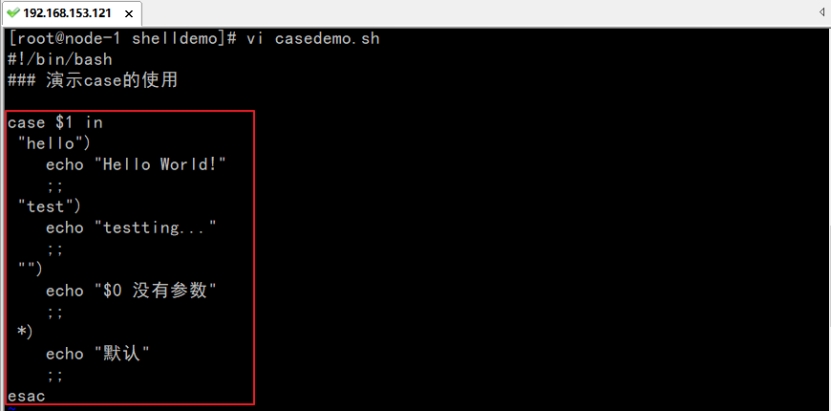 192.168.153.121 ×
[root@node-1 shelldemo]# vi casedemo.sh
#!/bin/bash
### 演示case的使用
case $1 in
"hello")
echo "Hello World!"
;;
"test")
echo "testting..."
;;
"")
echo "$0 没有参数"
;;
*)
echo "默认"
;;
esac